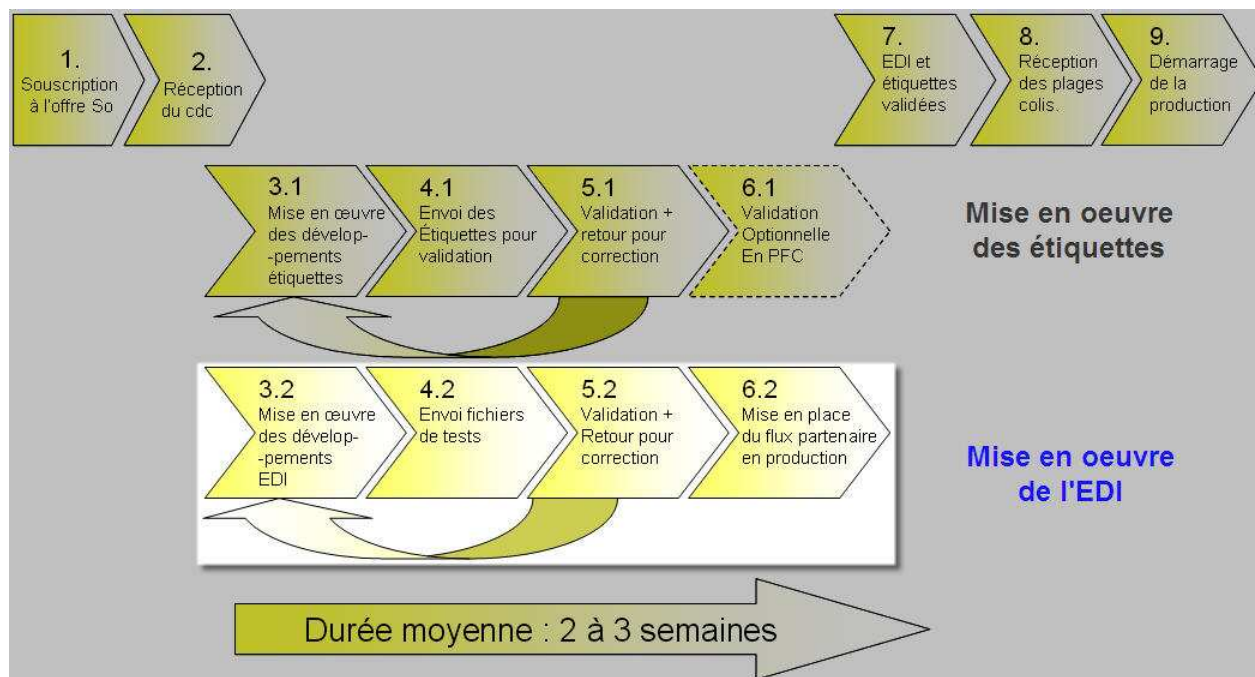 1.
Souscription
à l'offre So
2.
Réception
du cdc
7.
EDI et
étiquettes
validées
8.
Réception
des plages
colis.
9.
Démarrage
de la
production
3.1
Mise en œuvre
des dévelop-
-pements
étiquettes
4.1
Envoi des
Étiquettes pour
validation
5.1
Validation +
retour pour
correction
6.1
Validation
Optionnelle
En PFC
Mise en oeuvre
des étiquettes
3.2
Mise en œuvre
des dévelop-
-pements
EDI
4.2
Envoi fichiers
de tests
5.2
Validation +
Retour pour
correction
6.2
Mise en place
du flux partenaire
en production
Mise en oeuvre
de l'EDI
Durée moyenne : 2 à 3 semaines